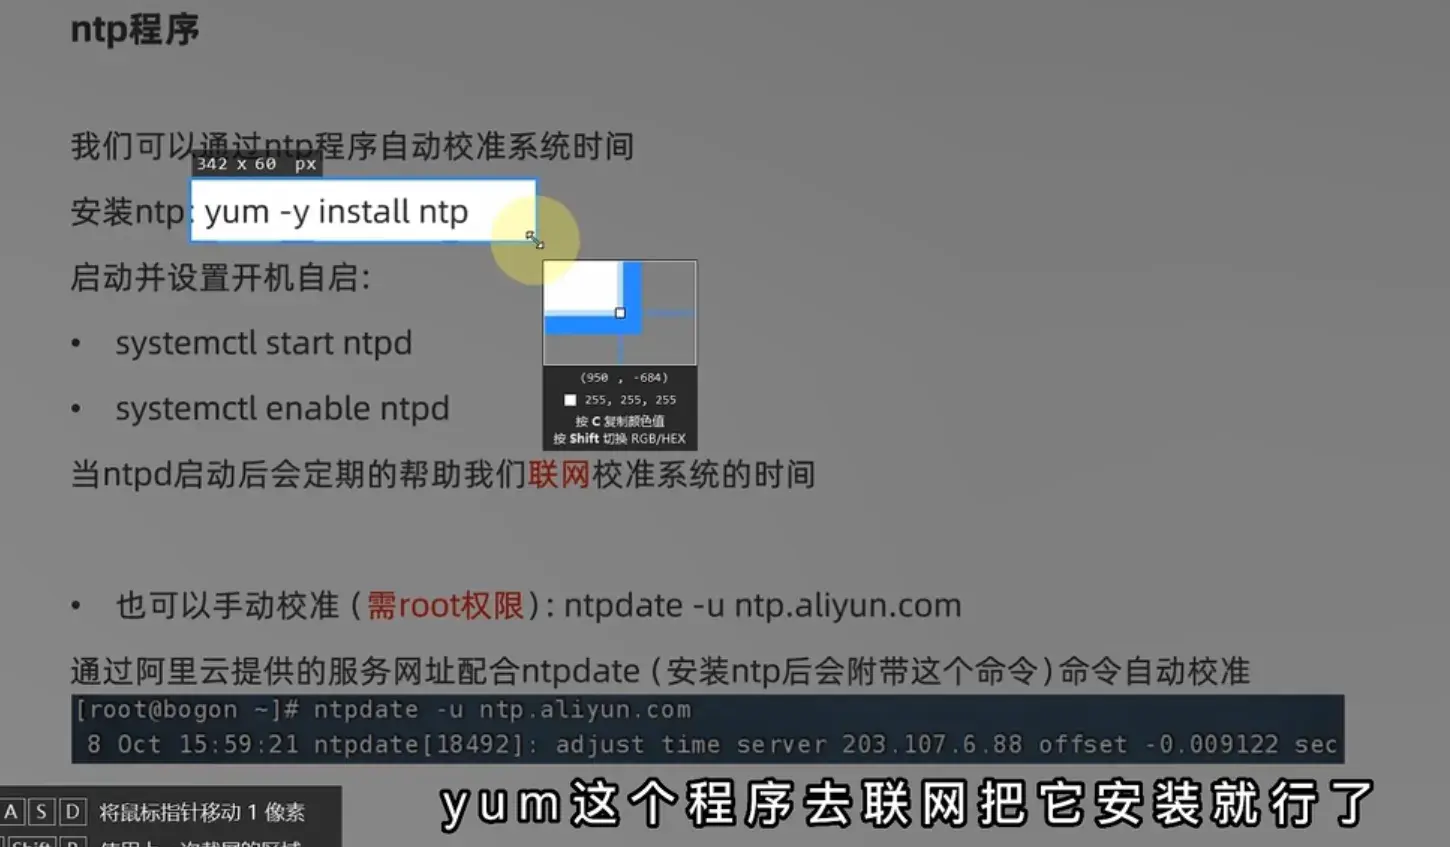 ntp程序
我们可以通过ntp程序自动校准系统时间
342 x 60 px
安装ntp: yum -y install ntp
启动并设置开机自启：
• systemctl start ntpd
(950 , -684)
255, 255, 255
• systemctl enable ntpd
按 C 复制颜色值
按 Shift 切换 RGB/HEX
当ntpd启动后会定期的帮助我们联网校准系统的时间
• 也可以手动校准（需root权限）: ntpdate -u ntp.aliyun.com
通过阿里云提供的服务网址配合ntpdate（安装ntp后会附带这个命令)命令自动校准
[root@bogon ~]# ntpdate -u ntp.aliyun.com
8 Oct 15:59:21 ntpdate[18492]: adjust time server 203.107.6.88 offset -0.009122 sec
yum这个程序去联网把它安装就行了
A S D 将鼠标指针移动 1 像素